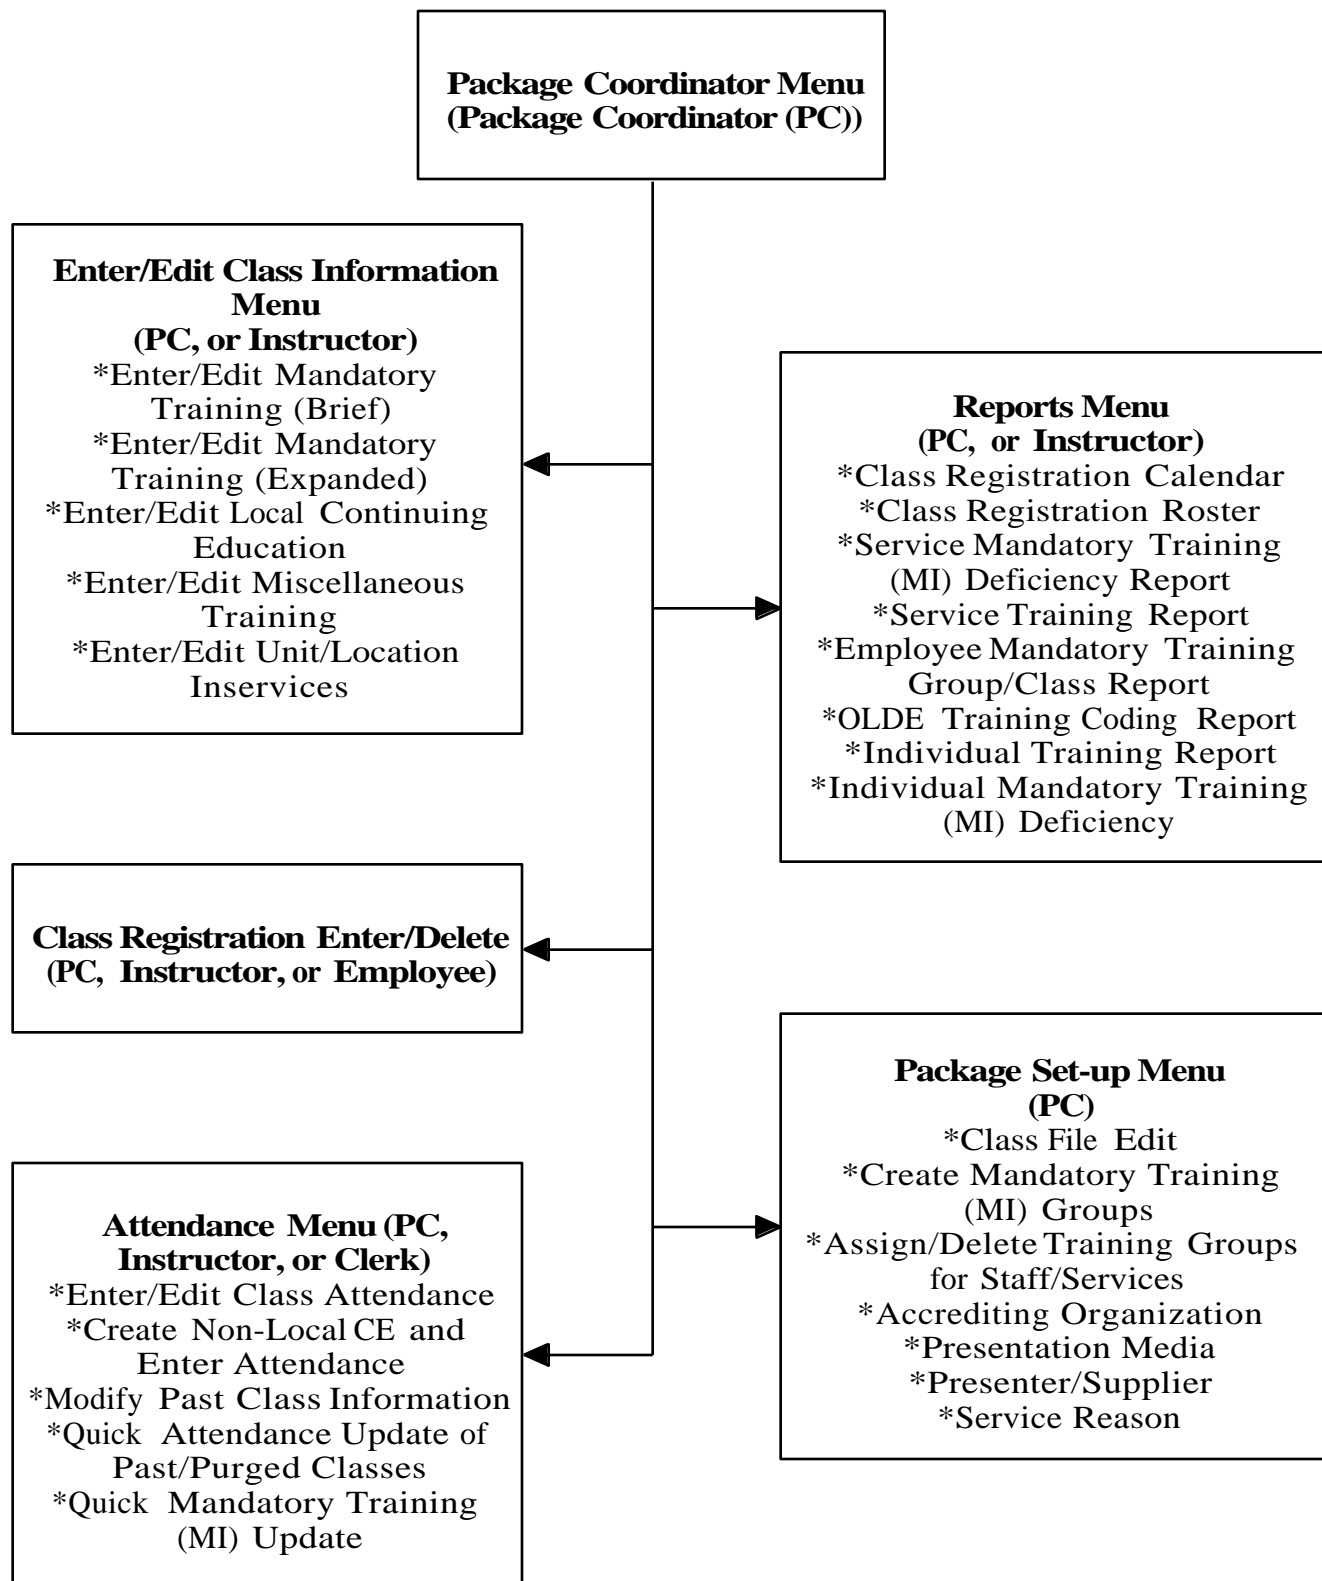 Package Coordinator Menu
(Package Coordinator (PC))
Enter/Edit Class Information
Menu
(PC, or Instructor)
*Enter/Edit Mandatory
Training (Brief)
*Enter/Edit Mandatory
Training (Expanded)
*Enter/Edit Local Continuing
Education
*Enter/Edit Miscellaneous
Training
*Enter/Edit Unit/Location
Inservices
Reports Menu
(PC, or Instructor)
*Class Registration Calendar
*Class Registration Roster
*Service Mandatory Training
(MI) Deficiency Report
*Service Training Report
*Employee Mandatory Training
Group/Class Report
*OLDE Training Coding Report
*Individual Training Report
*Individual Mandatory Training
(MI) Deficiency
Class Registration Enter/Delete
(PC, Instructor, or Employee)
Package Set-up Menu
(PC)
*Class File Edit
*Create Mandatory Training
(MI) Groups
*Assign/Delete Training Groups
for Staff/Services
*Accrediting Organization
*Presentation Media
*Presenter/Supplier
*Service Reason
Attendance Menu (PC,
Instructor, or Clerk)
*Enter/Edit Class Attendance
*Create Non-Local CE and
Enter Attendance
*Modify Past Class Information
*Quick Attendance Update of
Past/Purged Classes
*Quick Mandatory Training
(MI) Update